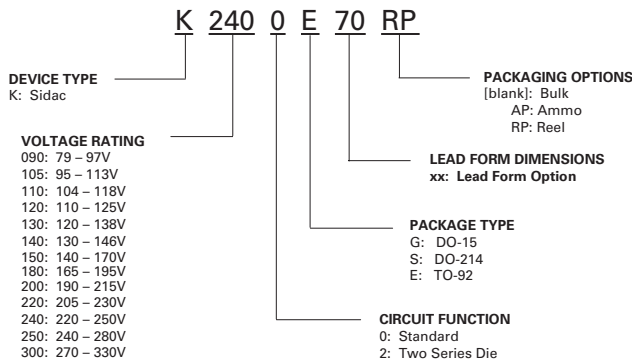 K 240 0 E 70 RP
DEVICE TYPE
K: Sidac
VOLTAGE RATING
090: 79 – 97V
105: 95 – 113V
110: 104 – 118V
120: 110 – 125V
130: 120 – 138V
140: 130 – 146V
150: 140 – 170V
180: 165 – 195V
200: 190 – 215V
220: 205 – 230V
240: 220 – 250V
250: 240 – 280V
300: 270 – 330V
PACKAGING OPTIONS
[blank]: Bulk
AP: Ammo
RP: Reel
LEAD FORM DIMENSIONS
xx: Lead Form Option
PACKAGE TYPE
G: DO-15
S: DO-214
E: TO-92
CIRCUIT FUNCTION
0: Standard
2: Two Series Die